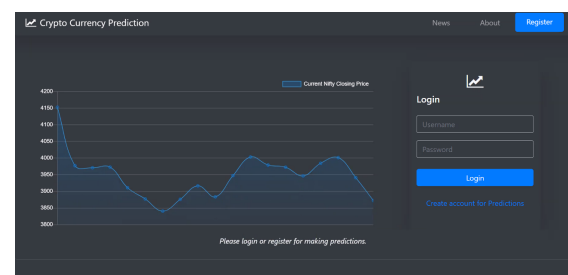 Crypto Currency Prediction
News
About
Register
Current Nifty Closing Price
4200
4150
4100
4050
4000
3950
3900
3850
3800
Please login or register for making predictions.
Login
Username
Password
Login
Create account for Predictions